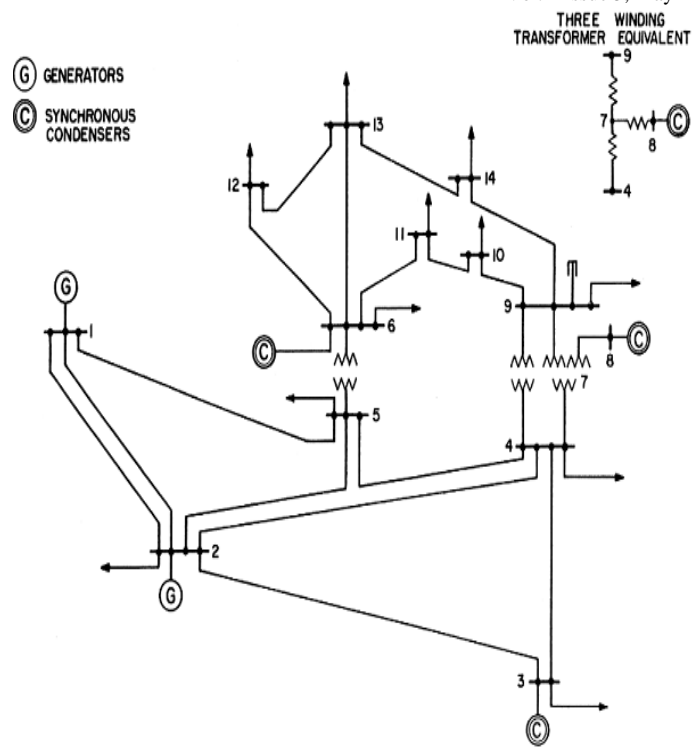 THREE WINDING
TRANSFORMER EQUIVALENT
9
7
C
8
4
G GENERATORS
C SYNCHRONOUS
CONDENSERS
13
12
14
11
10
G
1
6
9
C
C
8
7
5
4
2
G
3
C